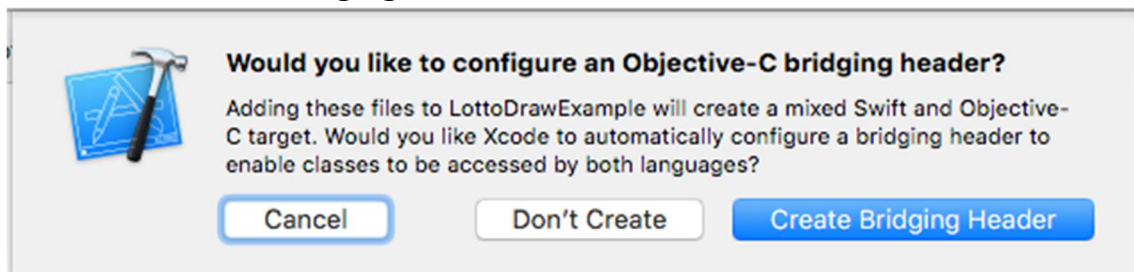 Would you like to configure an Objective-C bridging header?
Adding these files to LottoDrawExample will create a mixed Swift and Objective-
C target. Would you like Xcode to automatically configure a bridging header to
enable classes to be accessed by both languages?
Cancel Don't Create Create Bridging Header